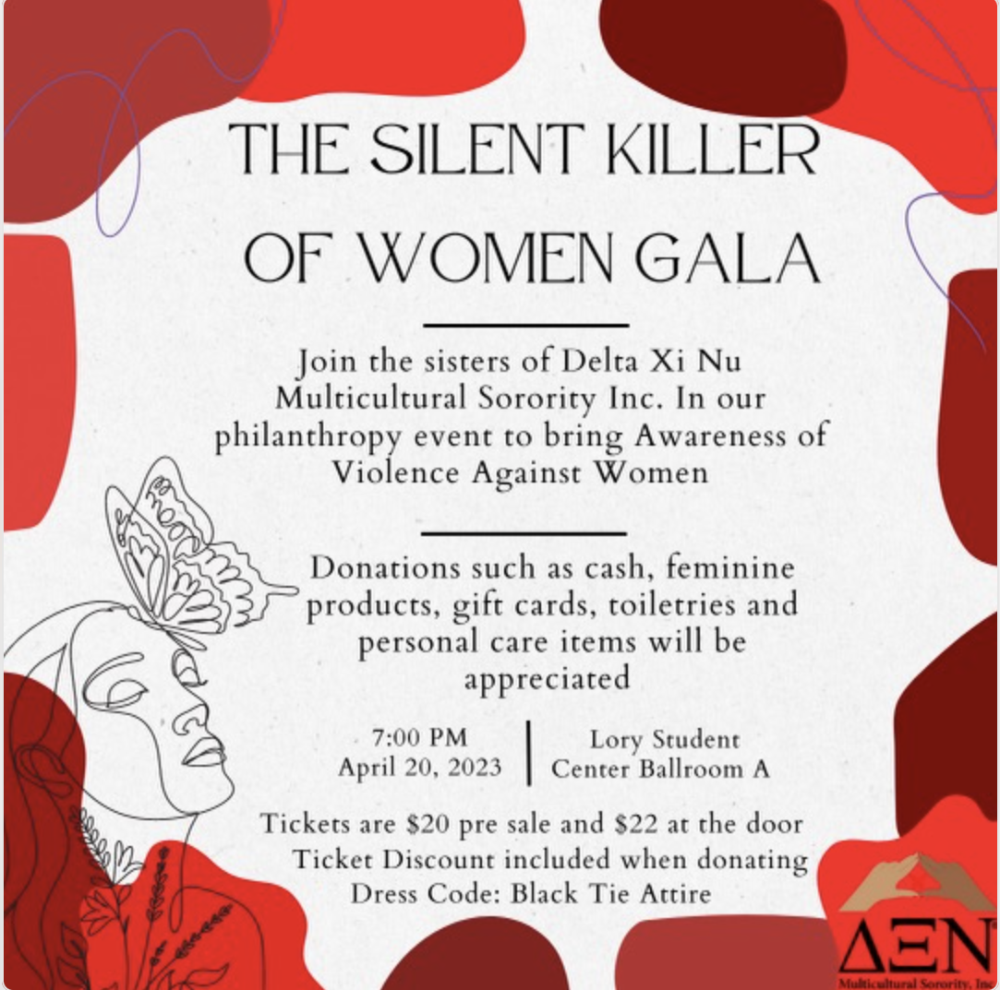 THE SILENT KILLER
OF WOMEN GALA
Join the sisters of Delta Xi Nu
Multicultural Sorority Inc. In our
philanthropy event to bring Awareness of
Violence Against Women
Donations such as cash, feminine
products, gift cards, toiletries and
personal care items will be
appreciated
7:00 PM
April 20, 2023
Lory Student
Center Ballroom A
Tickets are $20 pre sale and $22 at the door
Ticket Discount included when donating
Dress Code: Black Tie Attire
ΔΞΝ
Multicultural Sorority, Inc